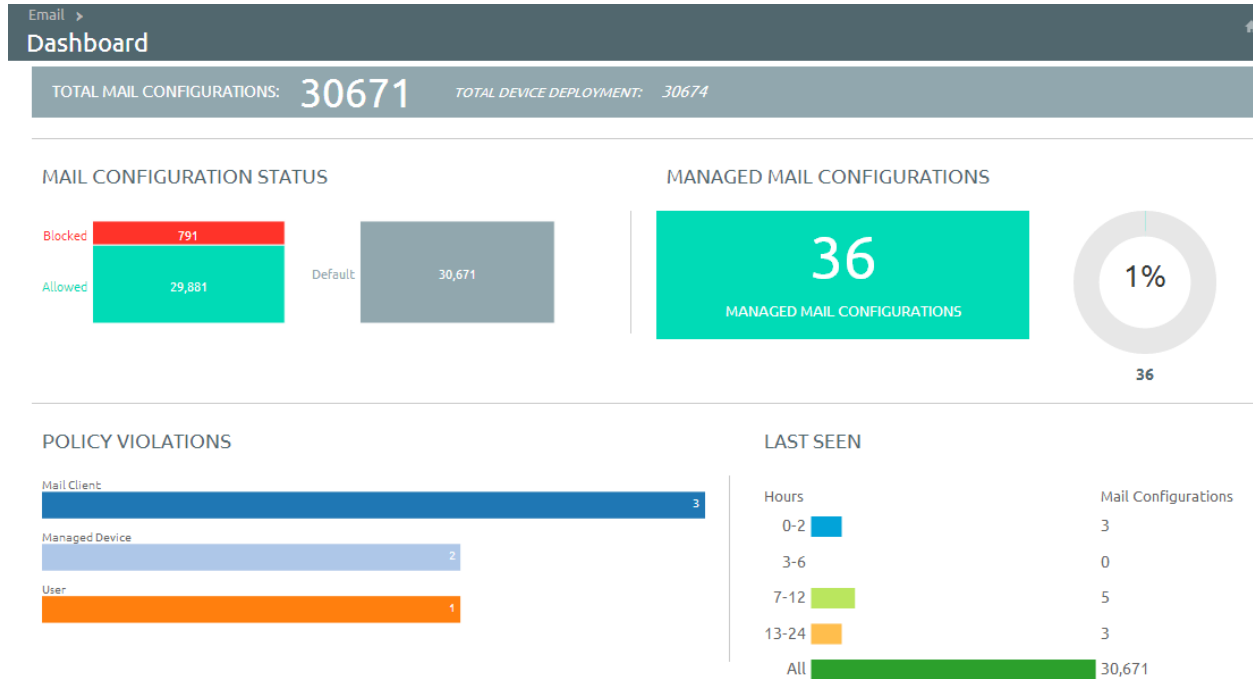 Email >
Dashboard
TOTAL MAIL CONFIGURATIONS: 30671 TOTAL DEVICE DEPLOYMENT: 30674
MAIL CONFIGURATION STATUS
Blocked 791
Allowed 29,881
Default 30,671
MANAGED MAIL CONFIGURATIONS
36
MANAGED MAIL CONFIGURATIONS
1%
36
POLICY VIOLATIONS
Mail Client
3
Managed Device
2
User
1
LAST SEEN
Hours Mail Configurations
0-2 3
3-6 0
7-12 5
13-24 3
All 30,671